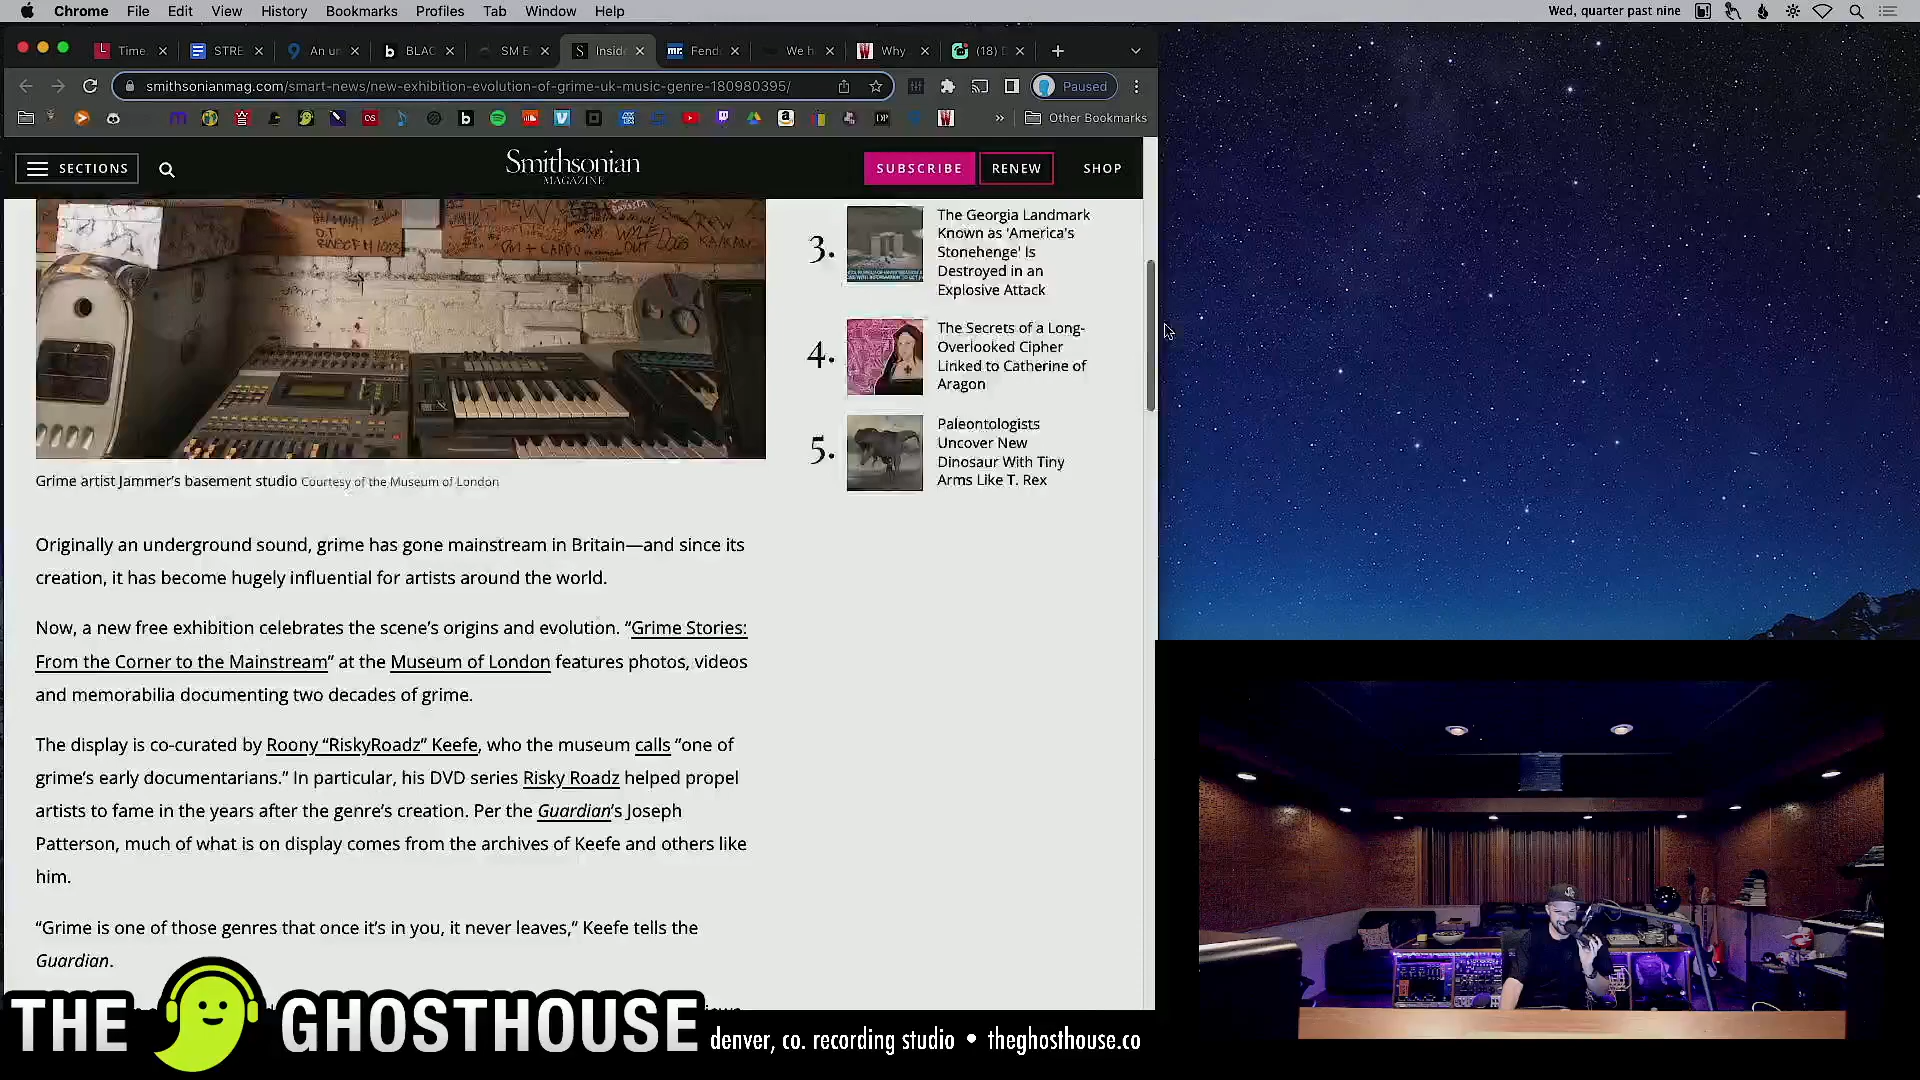 Chrome File Edit View History Bookmarks Profiles Tab Window Help
Wed, quarter past nine
Time STRE An ur BLAC SM E Inside Fend We h Why (18)
smithsonianmag.com/smart-news/new-exhibition-evolution-of-grime-uk-music-genre-180980395/
Paused
Other Bookmarks
SECTIONS
Smithsonian
MAGAZINE
SUBSCRIBE RENEW SHOP
3. The Georgia Landmark
Known as 'America's
Stonehenge' Is
Destroyed in an
Explosive Attack
4. The Secrets of a Long-
Overlooked Cipher
Linked to Catherine of
Aragon
5. Paleontologists
Uncover New
Dinosaur With Tiny
Arms Like T. Rex
Grime artist Jammer’s basement studio Courtesy of the Museum of London
Originally an underground sound, grime has gone mainstream in Britain—and since its
creation, it has become hugely influential for artists around the world.
Now, a new free exhibition celebrates the scene’s origins and evolution. “Grime Stories:
From the Corner to the Mainstream” at the Museum of London features photos, videos
and memorabilia documenting two decades of grime.
The display is co-curated by Roony “RiskyRoadz” Keefe, who the museum calls “one of
grime’s early documentarians.” In particular, his DVD series Risky Roadz helped propel
artists to fame in the years after the genre’s creation. Per the Guardian’s Joseph
Patterson, much of what is on display comes from the archives of Keefe and others like
him.
“Grime is one of those genres that once it’s in you, it never leaves,” Keefe tells the
Guardian.
THE GHOSTHOUSE
denver, co. recording studio • theghosthouse.co